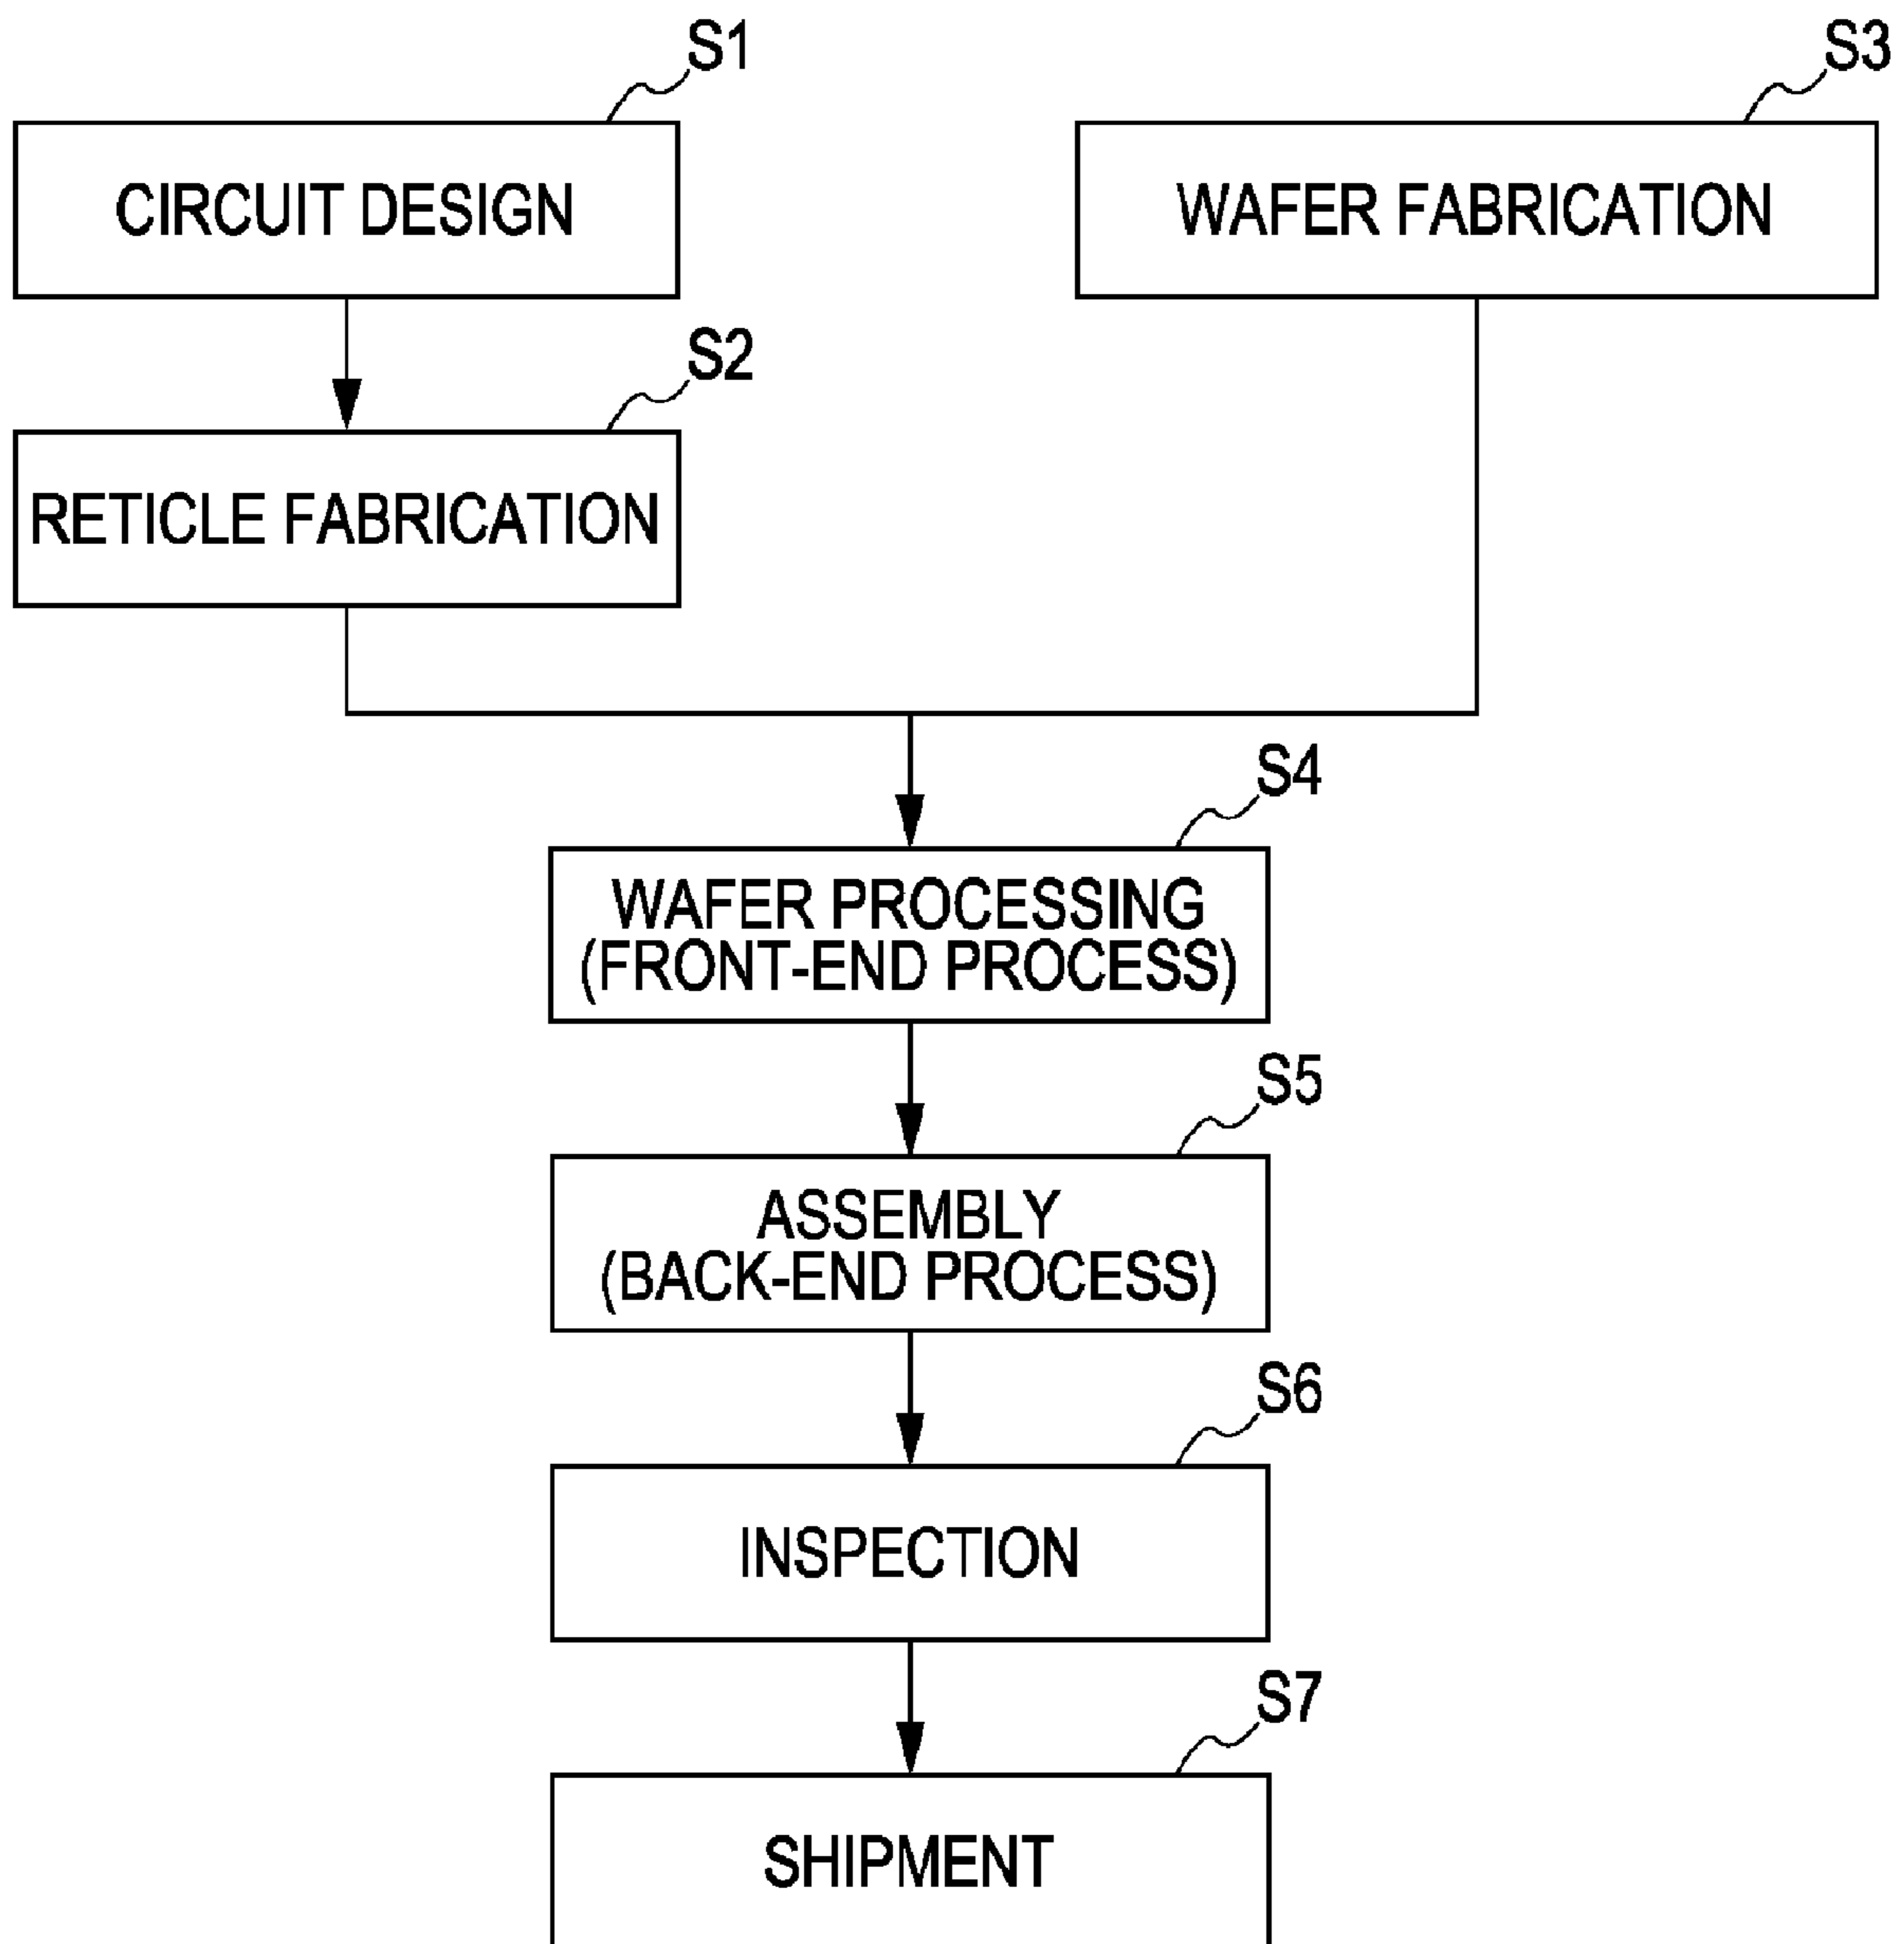 S1
CIRCUIT DESIGN
S3
WAFER FABRICATION
S2
RETICLE FABRICATION
S4
WAFER PROCESSING
(FRONT-END PROCESS)
S5
ASSEMBLY
(BACK-END PROCESS)
S6
INSPECTION
S7
SHIPMENT